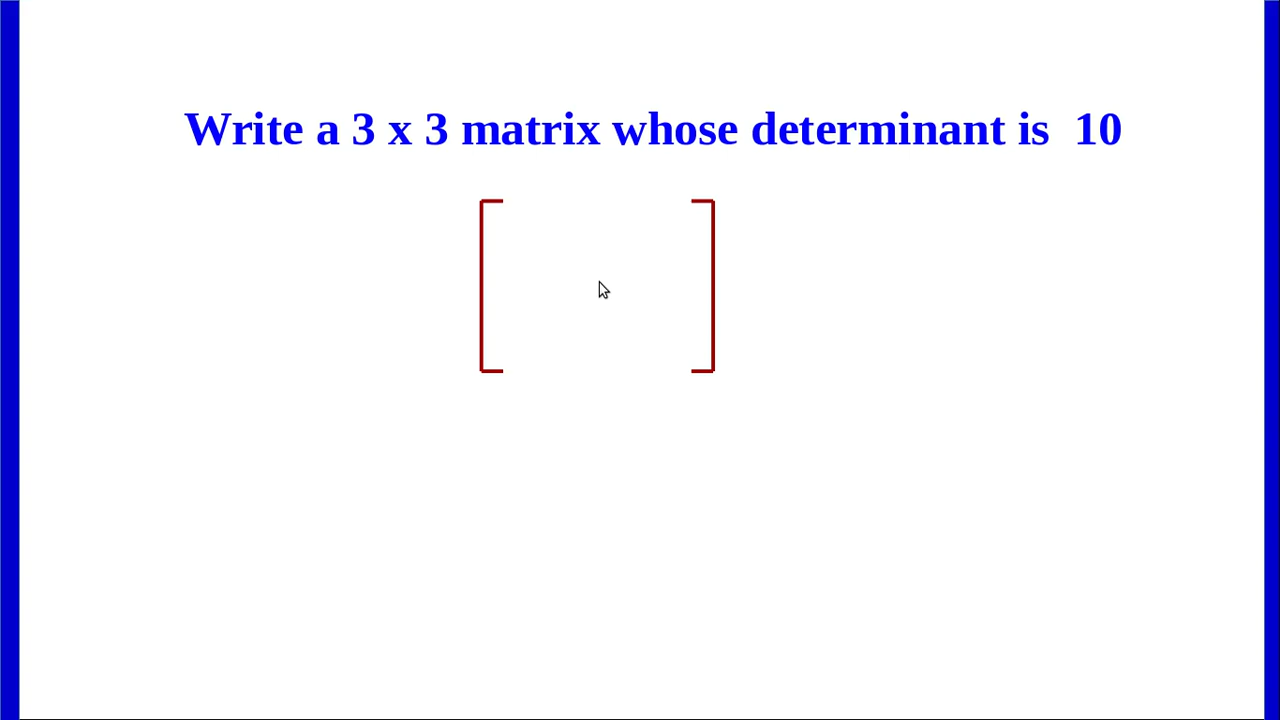 Write a 3 x 3 matrix whose determinant is 10